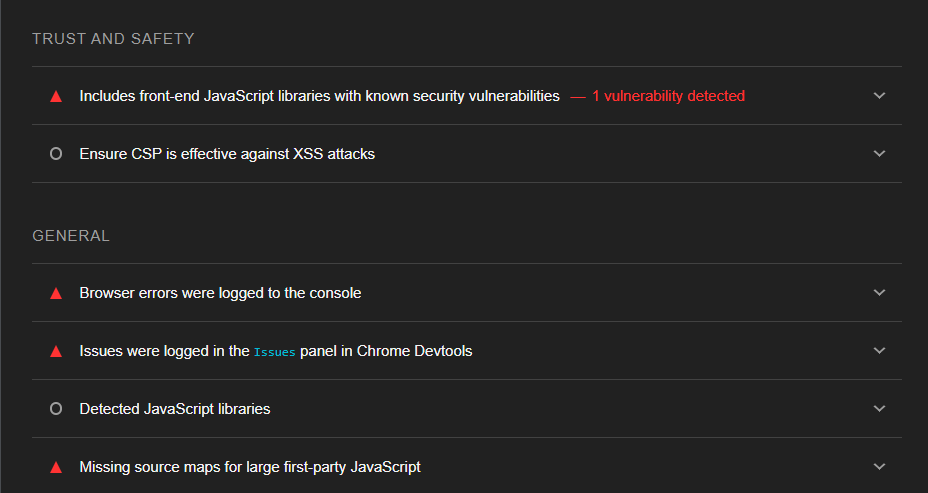 TRUST AND SAFETY
Includes front-end JavaScript libraries with known security vulnerabilities — 1 vulnerability detected
Ensure CSP is effective against XSS attacks
GENERAL
Browser errors were logged to the console
Issues were logged in the Issues panel in Chrome Devtools
Detected JavaScript libraries
Missing source maps for large first-party JavaScript